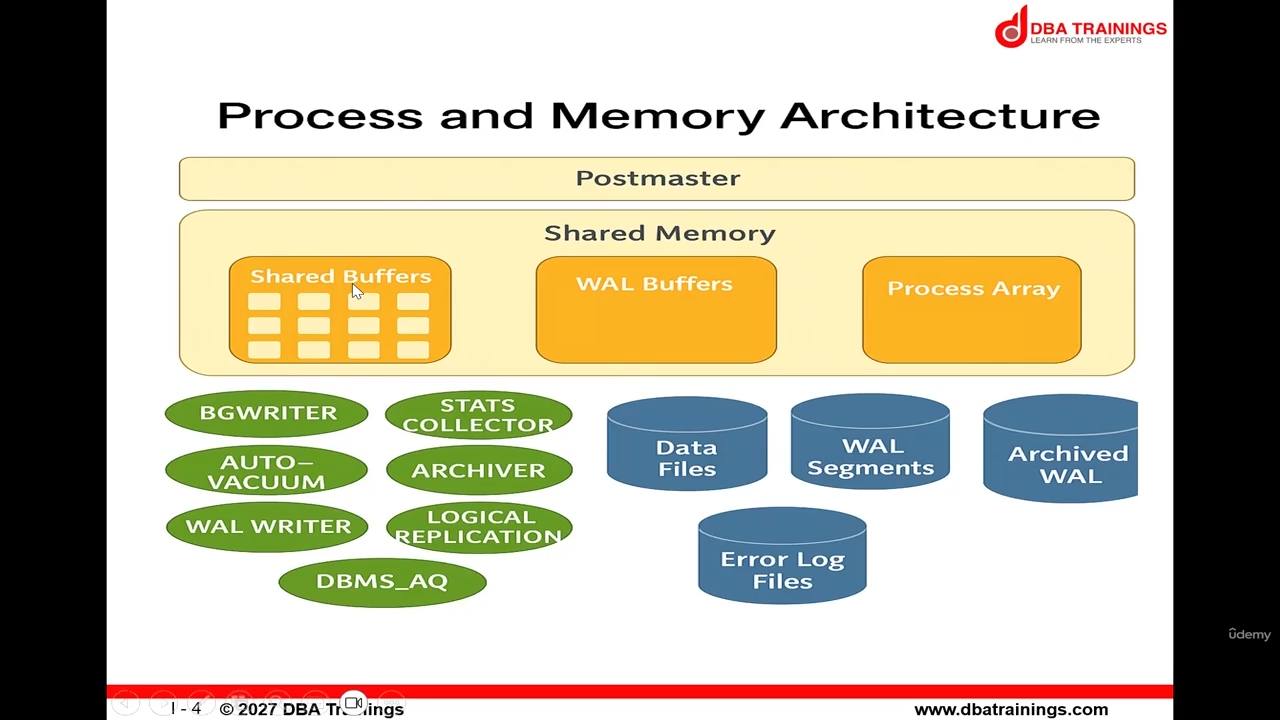 DBA TRAININGS
LEARN FROM THE EXPERTS
Process and Memory Architecture
Postmaster
Shared Memory
Shared Buffers
WAL Buffers
Process Array
BGWRITER
STATS
COLLECTOR
AUTO–
VACUUM
ARCHIVER
WAL WRITER
LOGICAL
REPLICATION
DBMS_AQ
Data
Files
WAL
Segments
Archived
WAL
Error Log
Files
ûdemy
I - 4
© 2027 DBA Trainings
www.dbatrainings.com